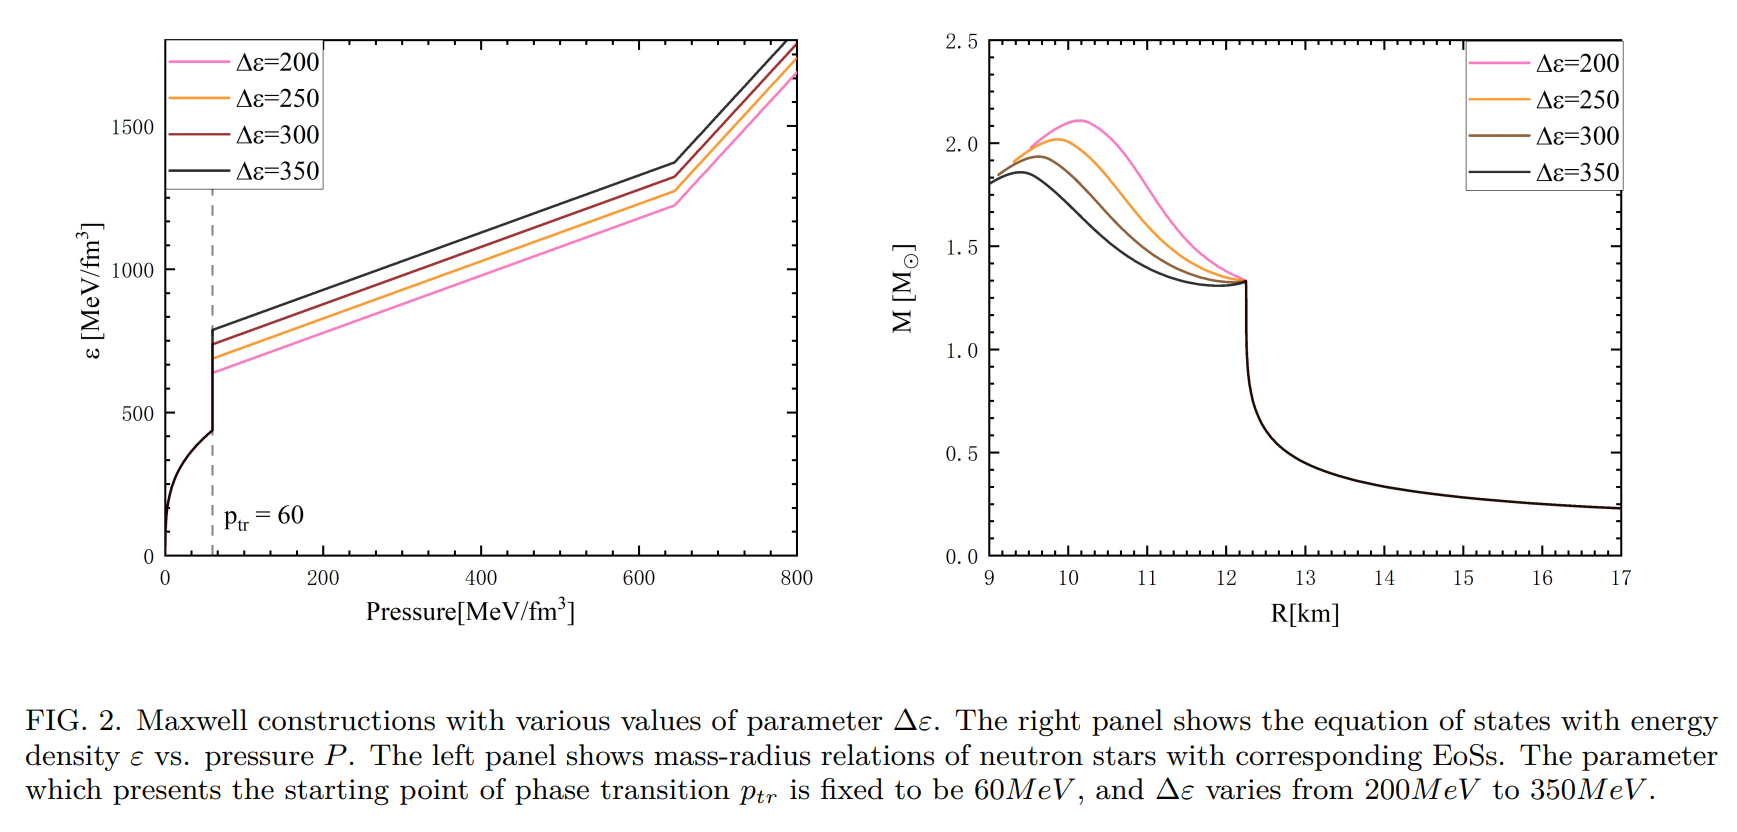 Δε=200
Δε=250
Δε=300
Δε=350
1500
1000
500
0
ε [MeV/fm³]
p_tr = 60
0 200 400 600 800
Pressure[MeV/fm³]
Δε=200
Δε=250
Δε=300
Δε=350
2.5
2.0
1.5
1.0
0.5
0.0
M [M⊙]
9 10 11 12 13 14 15 16 17
R[km]
FIG. 2. Maxwell constructions with various values of parameter Δε. The right panel shows the equation of states with energy
density ε vs. pressure P. The left panel shows mass-radius relations of neutron stars with corresponding EoSs. The parameter
which presents the starting point of phase transition p_tr is fixed to be 60MeV, and Δε varies from 200MeV to 350MeV.